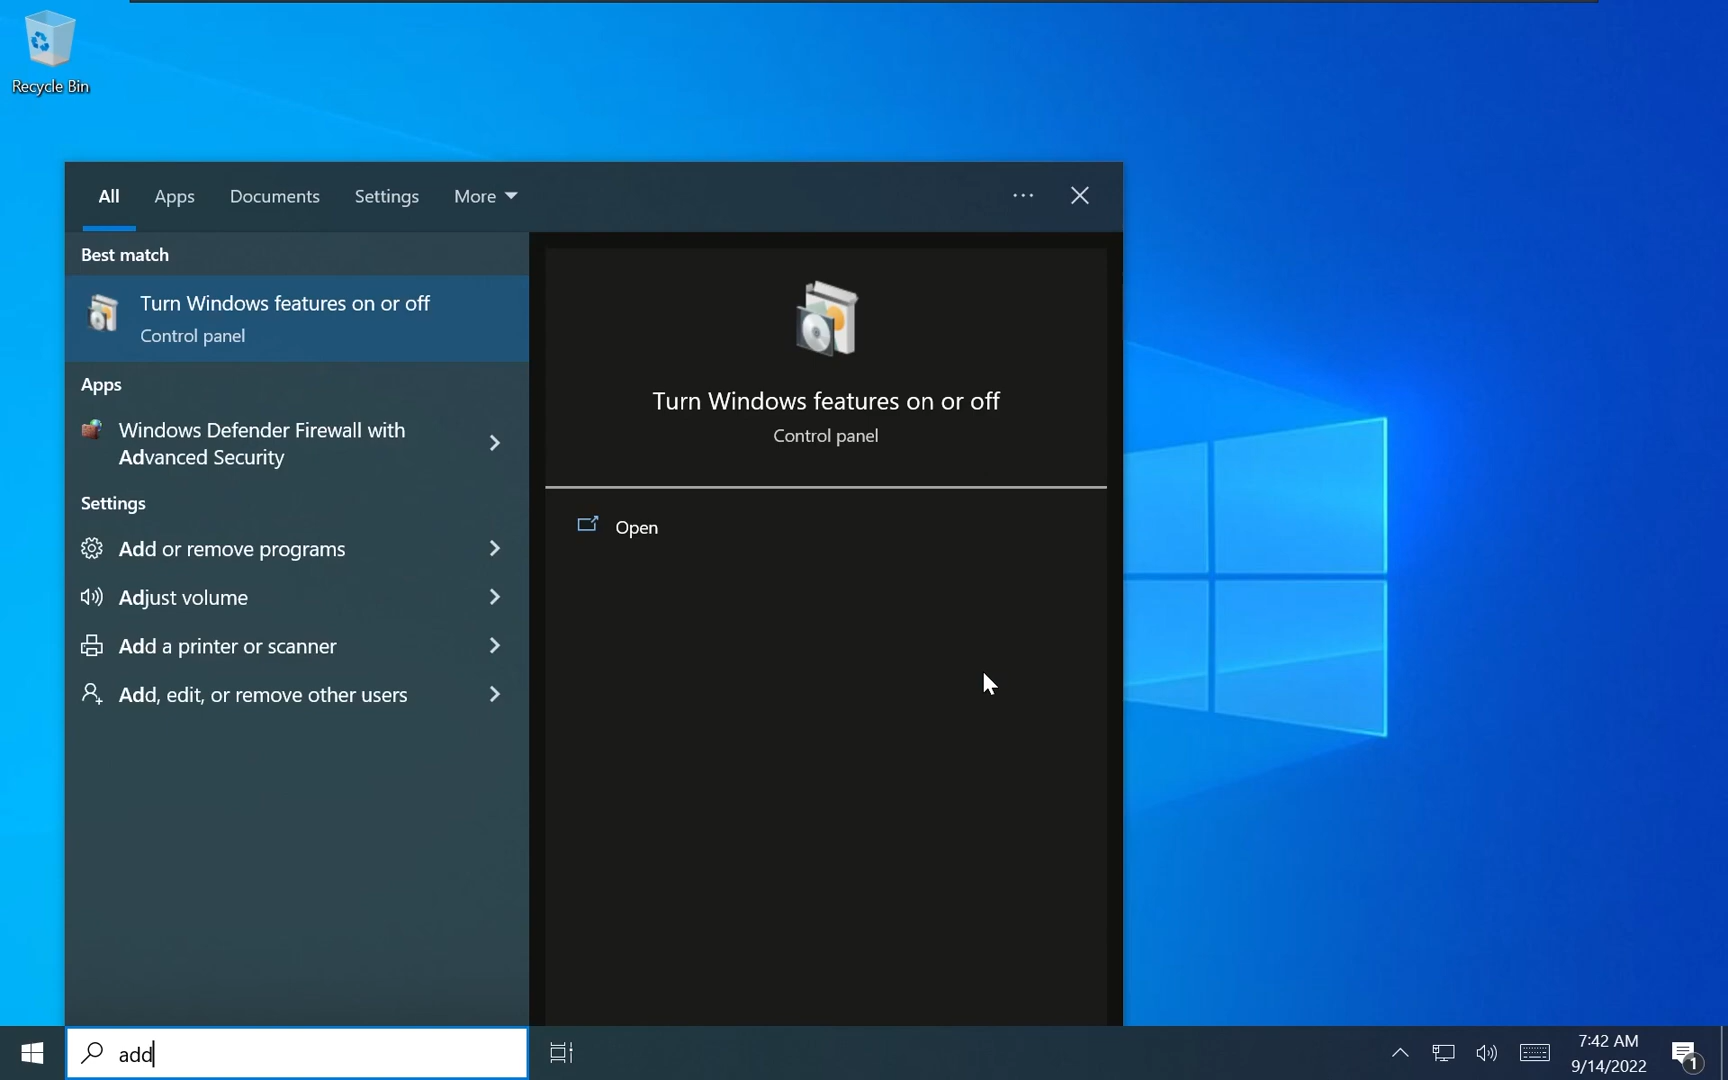 Recycle Bin
All Apps Documents Settings More
Best match
Turn Windows features on or off
Control panel
Apps
Windows Defender Firewall with
Advanced Security
Settings
Add or remove programs
Adjust volume
Add a printer or scanner
Add, edit, or remove other users
Turn Windows features on or off
Control panel
Open
add
7:42 AM
9/14/2022
1